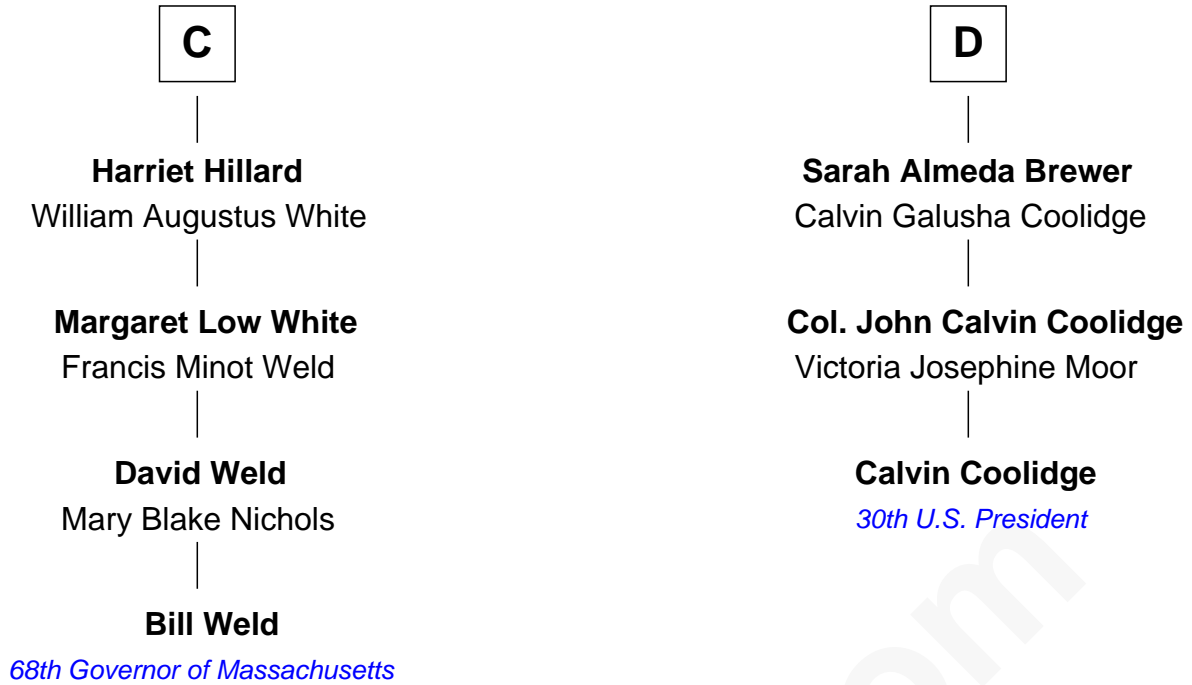 C
Harriet Hillard
William Augustus White
Margaret Low White
Francis Minot Weld
David Weld
Mary Blake Nichols
Bill Weld
68th Governor of Massachusetts
D
Sarah Almeda Brewer
Calvin Galusha Coolidge
Col. John Calvin Coolidge
Victoria Josephine Moor
Calvin Coolidge
30th U.S. President
om